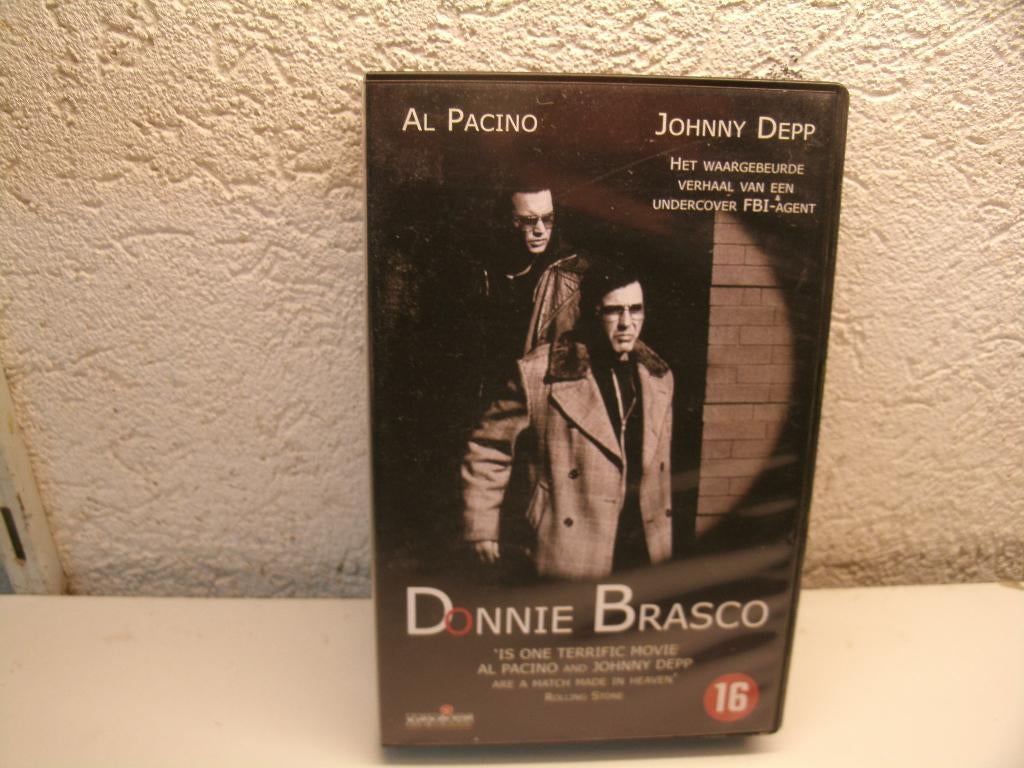 AL PACINO
JOHNNY DEPP
HET WAARGEBEURDE
VERHAAL VAN EEN
UNDERCOVER FBI-AGENT
DONNIE BRASCO
'IS ONE TERRIFIC MOVIE
AL PACINO AND JOHNNY DEPP
ARE A MATCH MADE IN HEAVEN'
ROLLING STONE
16